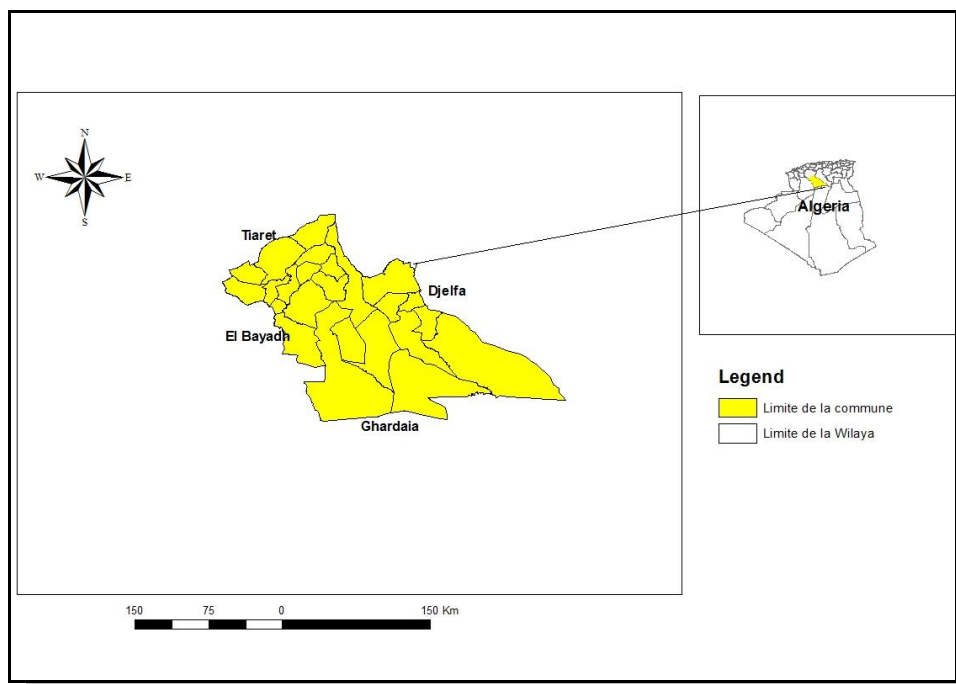 N
W E
S
Tiaret
Djelfa
El Bayadh
Ghardaia
Algeria
Legend
Limite de la commune
Limite de la Wilaya
150 75 0 150 Km